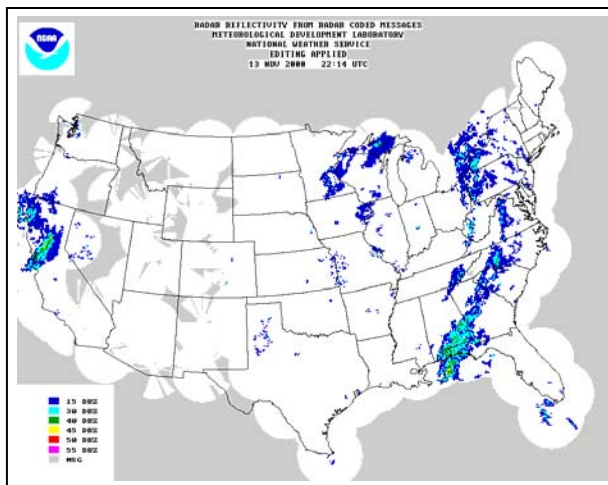 NOAA
RADAR REFLECTIVITY FROM RADAR CODED MESSAGES
METEOROLOGICAL DEVELOPMENT LABORATORY
NATIONAL WEATHER SERVICE
EDITING APPLIED
13 NOV 2000 22:14 UTC
15 DBZ
30 DBZ
40 DBZ
45 DBZ
50 DBZ
55 DBZ
MSG